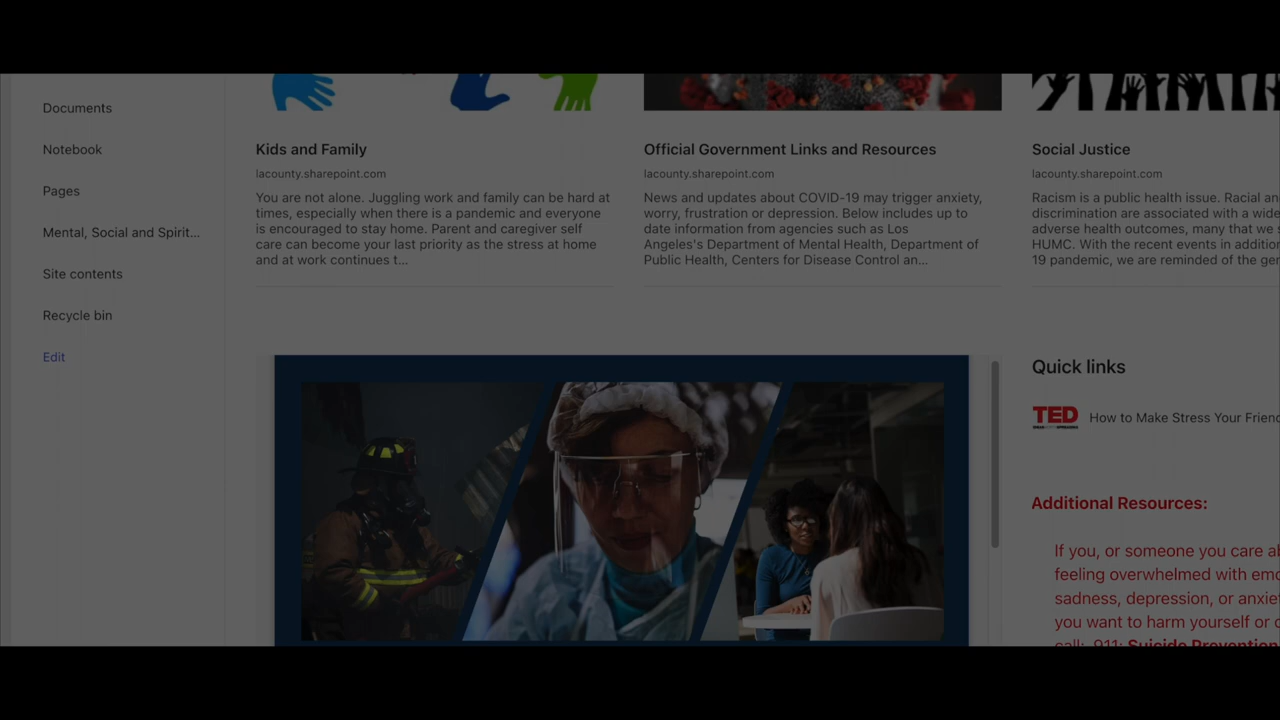 Documents
Notebook
Pages
Mental, Social and Spirit...
Site contents
Recycle bin
Edit
Kids and Family
lacounty.sharepoint.com
You are not alone. Juggling work and family can be hard at
times, especially when there is a pandemic and everyone
is encouraged to stay home. Parent and caregiver self
care can become your last priority as the stress at home
and at work continues t...
Official Government Links and Resources
lacounty.sharepoint.com
News and updates about COVID-19 may trigger anxiety,
worry, frustration or depression. Below includes up to
date information from agencies such as Los
Angeles's Department of Mental Health, Department of
Public Health, Centers for Disease Control an...
Social Justice
lacounty.sharepoint.com
Racism is a public health issue. Racial an
discrimination are associated with a wide
adverse health outcomes, many that we s
HUMC. With the recent events in addition
19 pandemic, we are reminded of the ger
Quick links
TED
How to Make Stress Your Frien
Additional Resources:
If you, or someone you care ab
feeling overwhelmed with emo
sadness, depression, or anxiet
you want to harm yourself or o
call: 911; Suicide Prevention